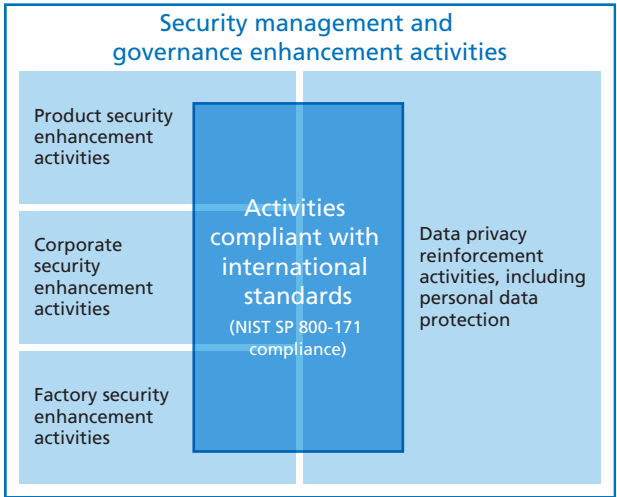 Security management and
governance enhancement activities
Product security
enhancement
activities
Corporate
security
enhancement
activities
Factory security
enhancement
activities
Activities
compliant with
international
standards
(NIST SP 800-171
compliance)
Data privacy
reinforcement
activities, including
personal data
protection